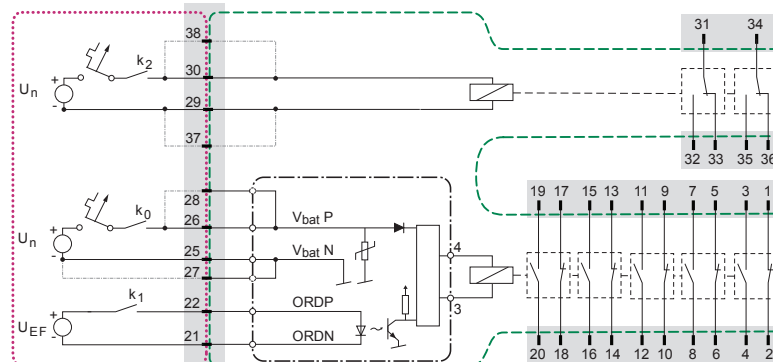 31 34
38
k2
30
Un
+
-
29
37
32 33 35 36
19 17 15 13 11 9 7 5 3 1
28
k0
26
Vbat P
Un
+
-
25
Vbat N
27
4
k1
22
ORDP
UEF
+
-
21
ORDN
3
20 18 16 14 12 10 8 6 4 2